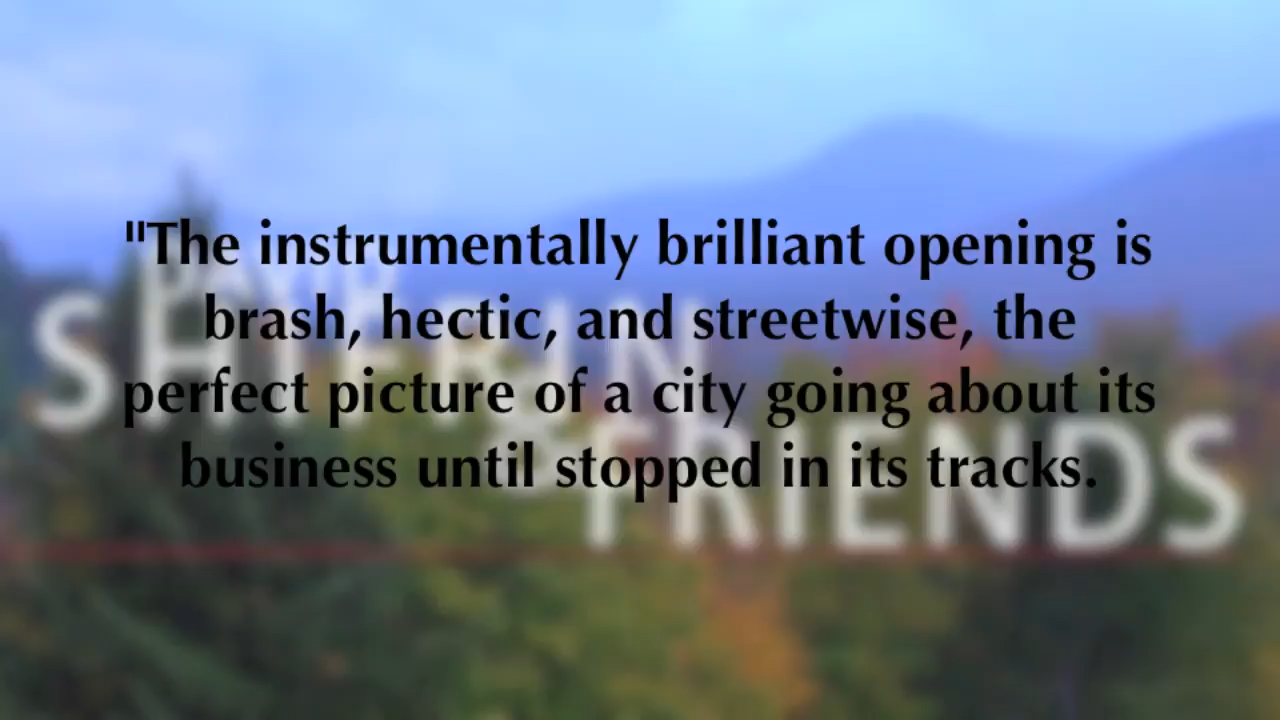 "The instrumentally brilliant opening is
brash, hectic, and streetwise, the
perfect picture of a city going about its
business until stopped in its tracks.
& FRIENDS